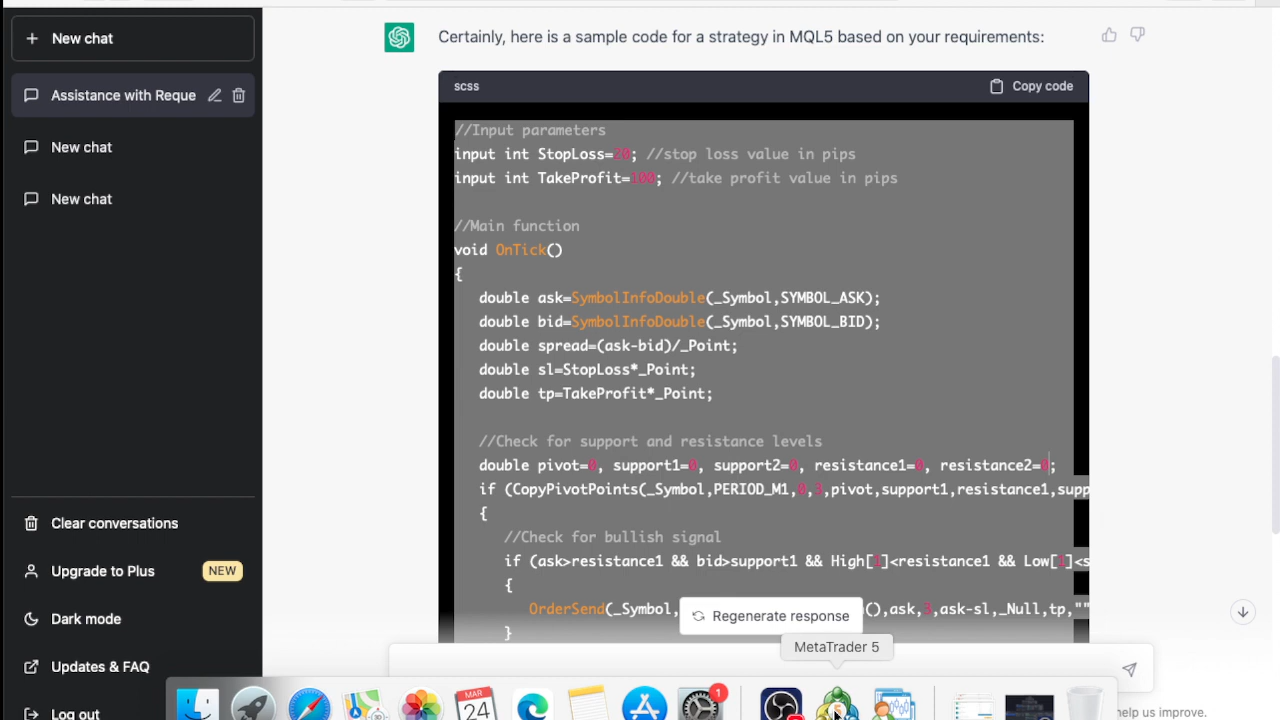 New chat
Assistance with Reque
New chat
New chat
Clear conversations
Upgrade to Plus NEW
Dark mode
Updates & FAQ
Log out
Certainly, here is a sample code for a strategy in MQL5 based on your requirements:
scss Copy code
//Input parameters
input int StopLoss=20; //stop loss value in pips
input int TakeProfit=100; //take profit value in pips
//Main function
void OnTick()
{
double ask=SymbolInfoDouble(_Symbol,SYMBOL_ASK);
double bid=SymbolInfoDouble(_Symbol,SYMBOL_BID);
double spread=(ask-bid)/_Point;
double sl=StopLoss*_Point;
double tp=TakeProfit*_Point;
//Check for support and resistance levels
double pivot=0, support1=0, support2=0, resistance1=0, resistance2=0;
if (CopyPivotPoints(_Symbol,PERIOD_M1,0,3,pivot,support1,resistance1,supp
{
//Check for bullish signal
if (ask>resistance1 && bid>support1 && High[1]<resistance1 && Low[1]<s
{
OrderSend(_Symbol, (),ask,3,ask-sl,_Null,tp,""
}
Regenerate response
MetaTrader 5
MAR
24
1
help us improve.